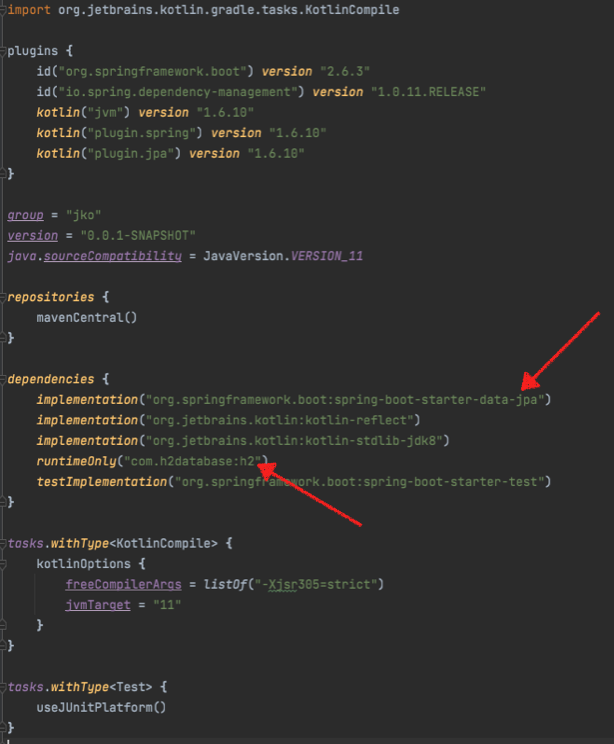 import org.jetbrains.kotlin.gradle.tasks.KotlinCompile
plugins {
id("org.springframework.boot") version "2.6.3"
id("io.spring.dependency-management") version "1.0.11.RELEASE"
kotlin("jvm") version "1.6.10"
kotlin("plugin.spring") version "1.6.10"
kotlin("plugin.jpa") version "1.6.10"
}
group = "jko"
version = "0.0.1-SNAPSHOT"
java.sourceCompatibility = JavaVersion.VERSION_11
repositories {
mavenCentral()
}
dependencies {
implementation("org.springframework.boot:spring-boot-starter-data-jpa")
implementation("org.jetbrains.kotlin:kotlin-reflect")
implementation("org.jetbrains.kotlin:kotlin-stdlib-jdk8")
runtimeOnly("com.h2database:h2")
testImplementation("org.springframework.boot:spring-boot-starter-test")
}
tasks.withType<KotlinCompile> {
kotlinOptions {
freeCompilerArgs = listOf("-Xjsr305=strict")
jvmTarget = "11"
}
}
tasks.withType<Test> {
useJUnitPlatform()
}